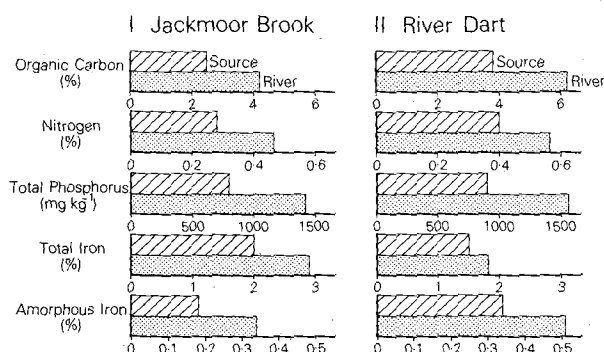 I Jackmoor Brook
II River Dart
Organic Carbon
(%)
Source
River
0 2 4 6
Source
River
0 2 4 6
Nitrogen
(%)
0 0·2 0·4 0·6
0 0·2 0·4 0·6
Total Phosphorus
(mg kg-1)
0 500 1000 1500
0 500 1000 1500
Total Iron
(%)
0 1 2 3
0 1 2 3
Amorphous Iron
(%)
0 0·1 0·2 0·3 0·4 0·5
0 0·1 0·2 0·3 0·4 0·5